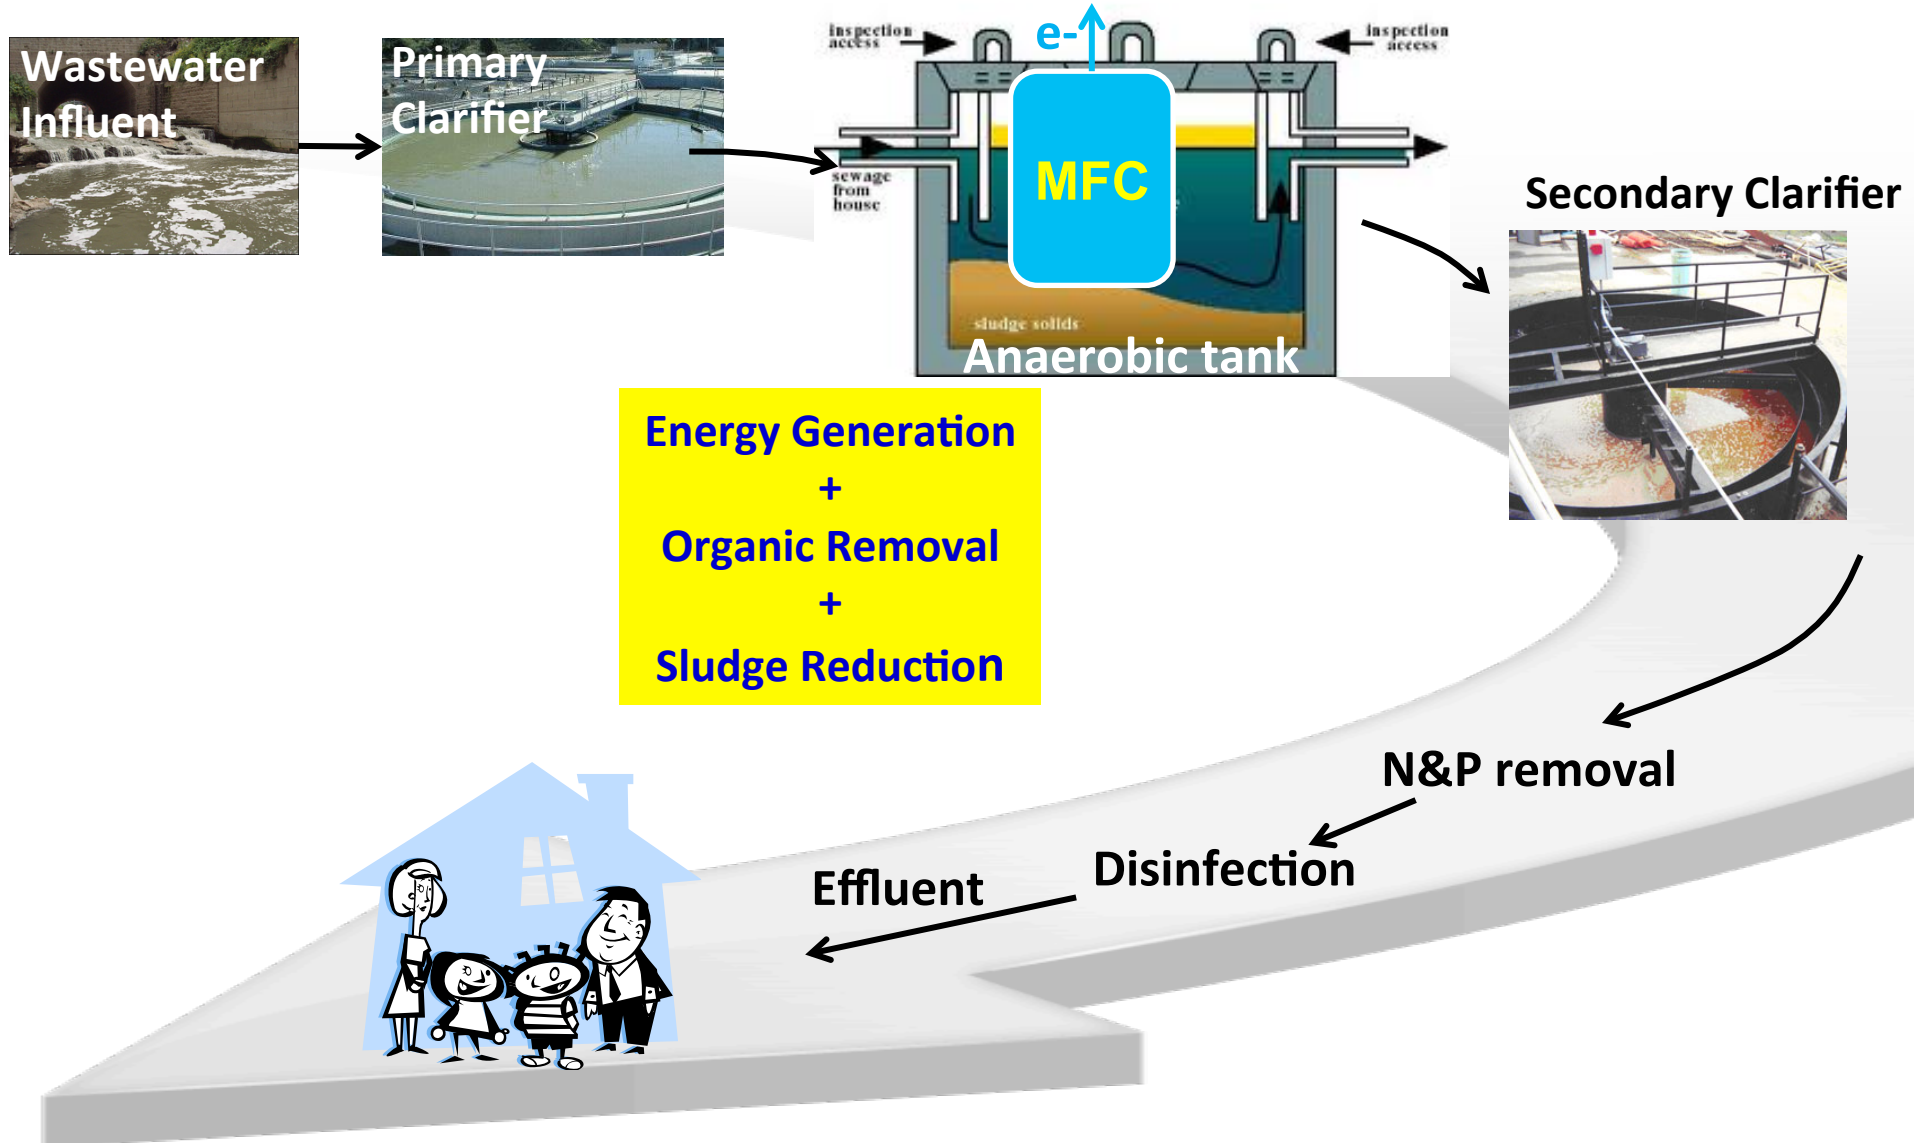 Wastewater
Influent
Primary
Clarifier
inspection
access
e-
inspection
access
MFC
sewage
from
house
sludge solids
Anaerobic tank
Secondary Clarifier
Energy Generation
+
Organic Removal
+
Sludge Reduction
N&P removal
Disinfection
Effluent